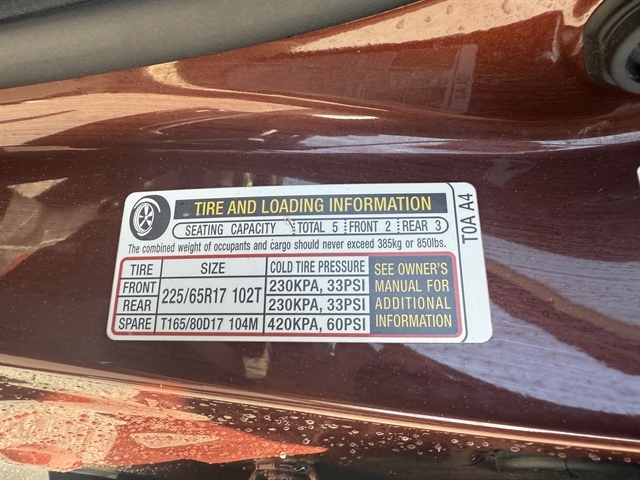 TIRE AND LOADING INFORMATION
SEATING CAPACITY TOTAL 5 FRONT 2 REAR 3
The combined weight of occupants and cargo should never exceed 385kg or 850lbs.
TIRE SIZE COLD TIRE PRESSURE
FRONT 225/65R17 102T 230KPA, 33PSI
REAR 230KPA, 33PSI
SPARE T165/80D17 104M 420KPA, 60PSI
SEE OWNER'S
MANUAL FOR
ADDITIONAL
INFORMATION
T0A A4